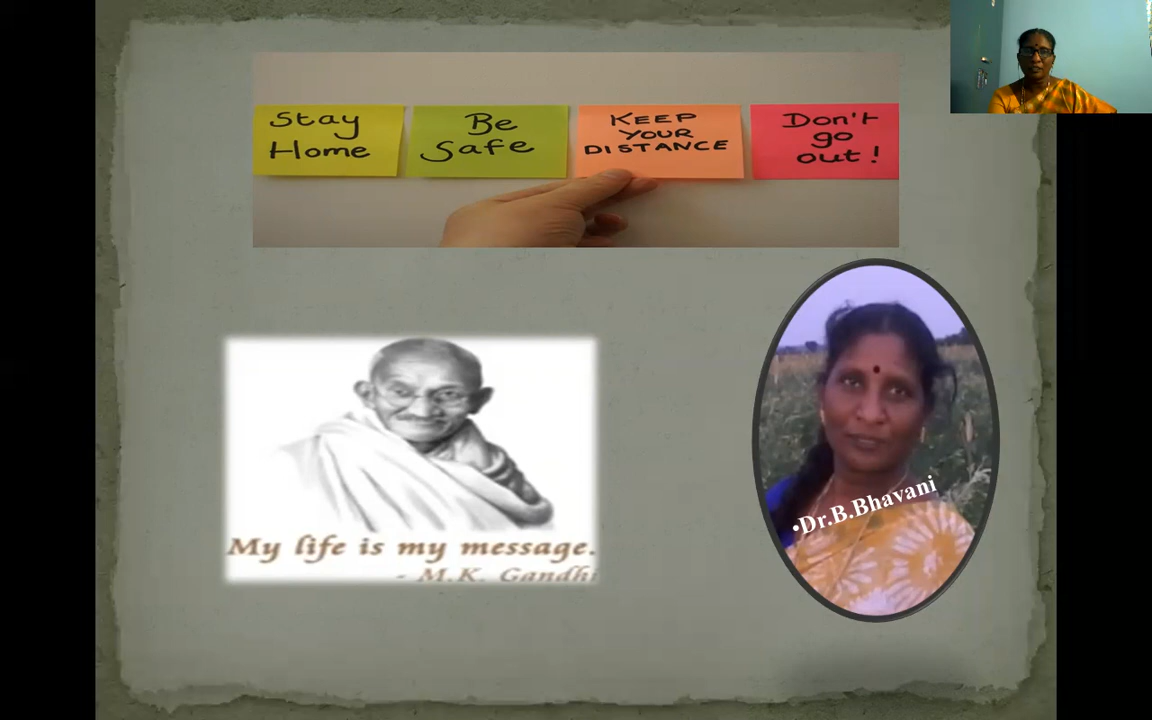 Stay
Home
Be
Safe
KEEP
YOUR
DISTANCE
Don't
go
out!
My life is my message.
- M.K. Gandhi
•Dr.B.Bhavani